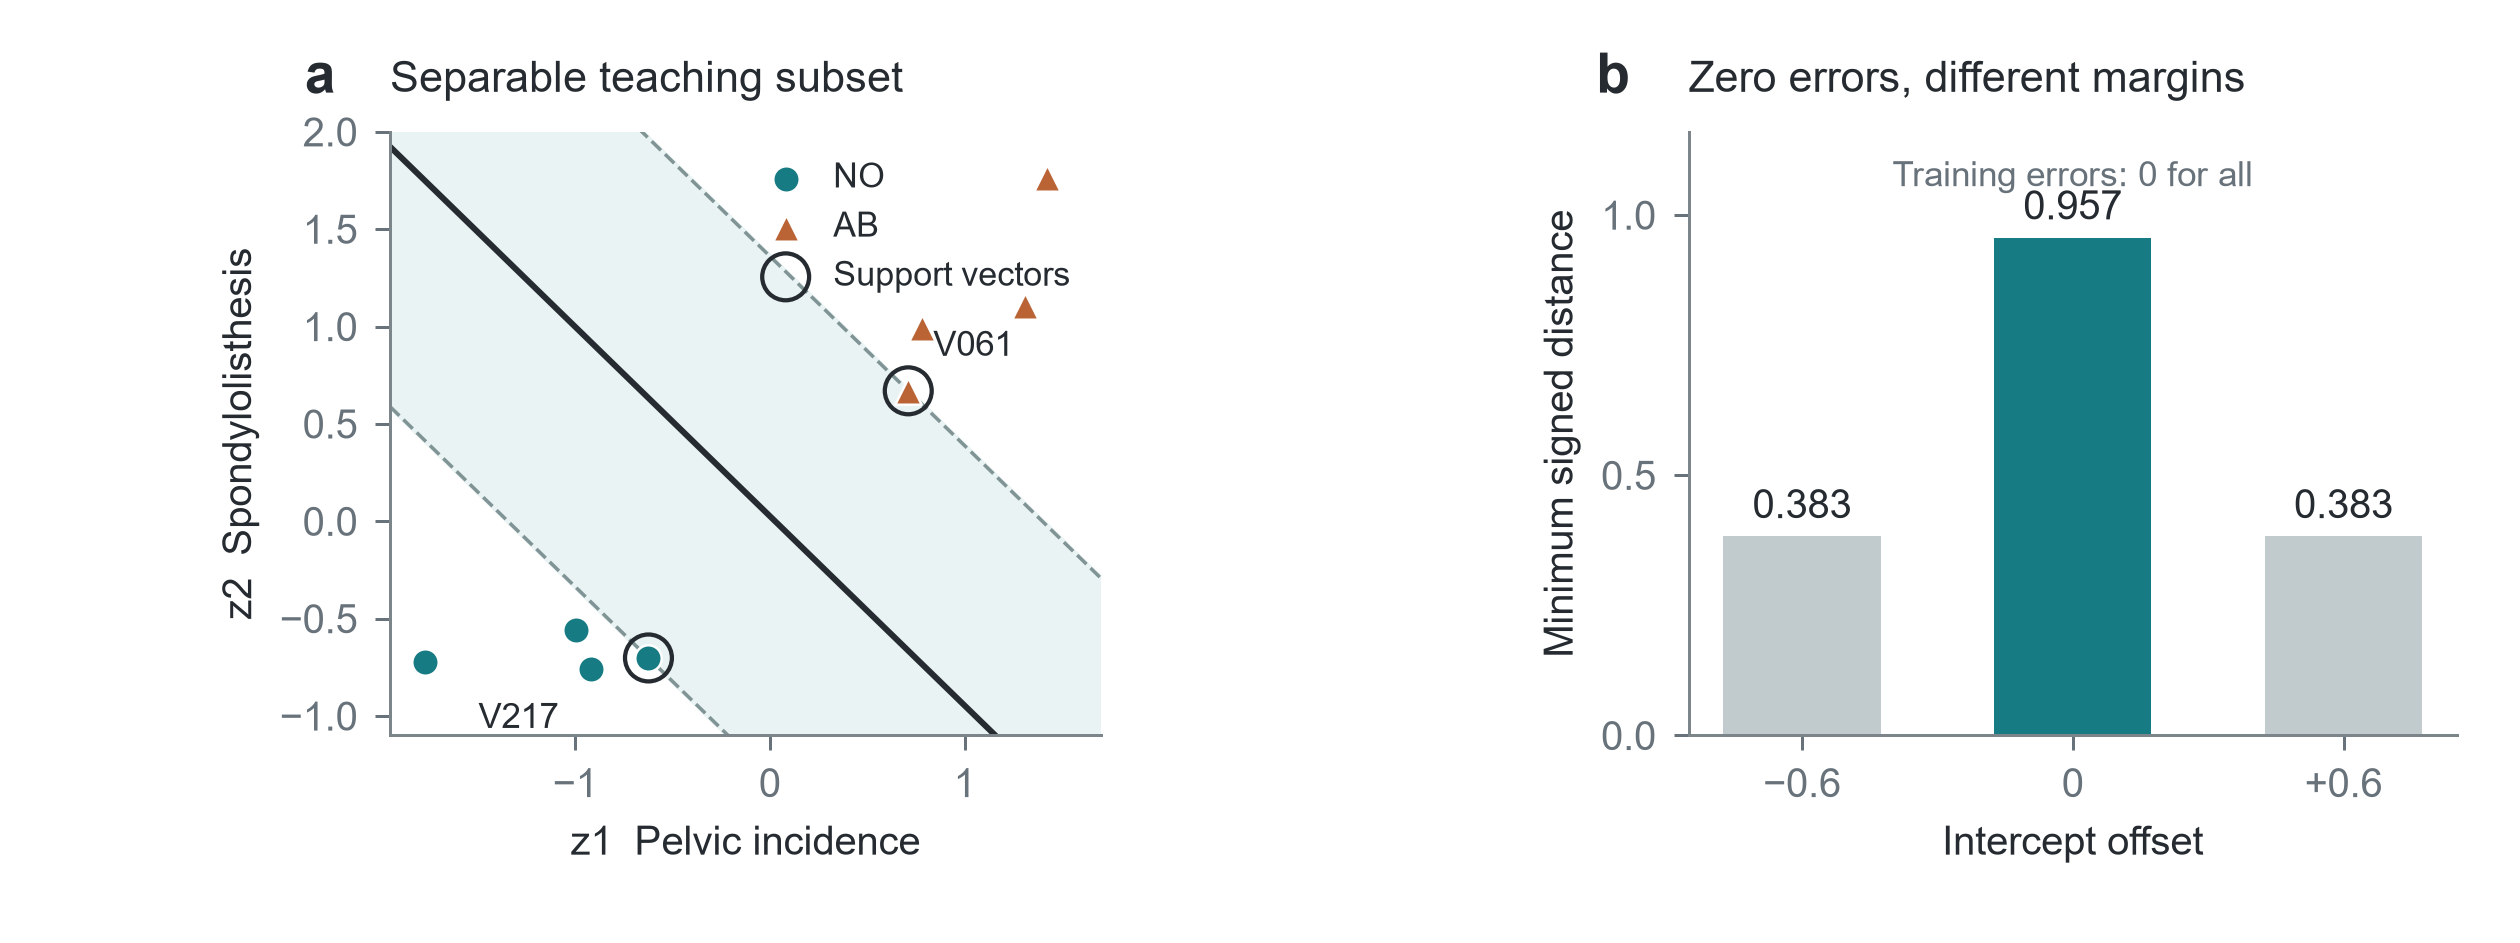 a Separable teaching subset
2.0
1.5
1.0
0.5
0.0
−0.5
−1.0
z2 Spondylolisthesis
NO
AB
Support vectors
V061
V217
−1 0 1
z1 Pelvic incidence
b Zero errors, different margins
Training errors: 0 for all
1.0
0.5
0.0
Minimum signed distance
0.383
0.957
0.383
−0.6 0 +0.6
Intercept offset